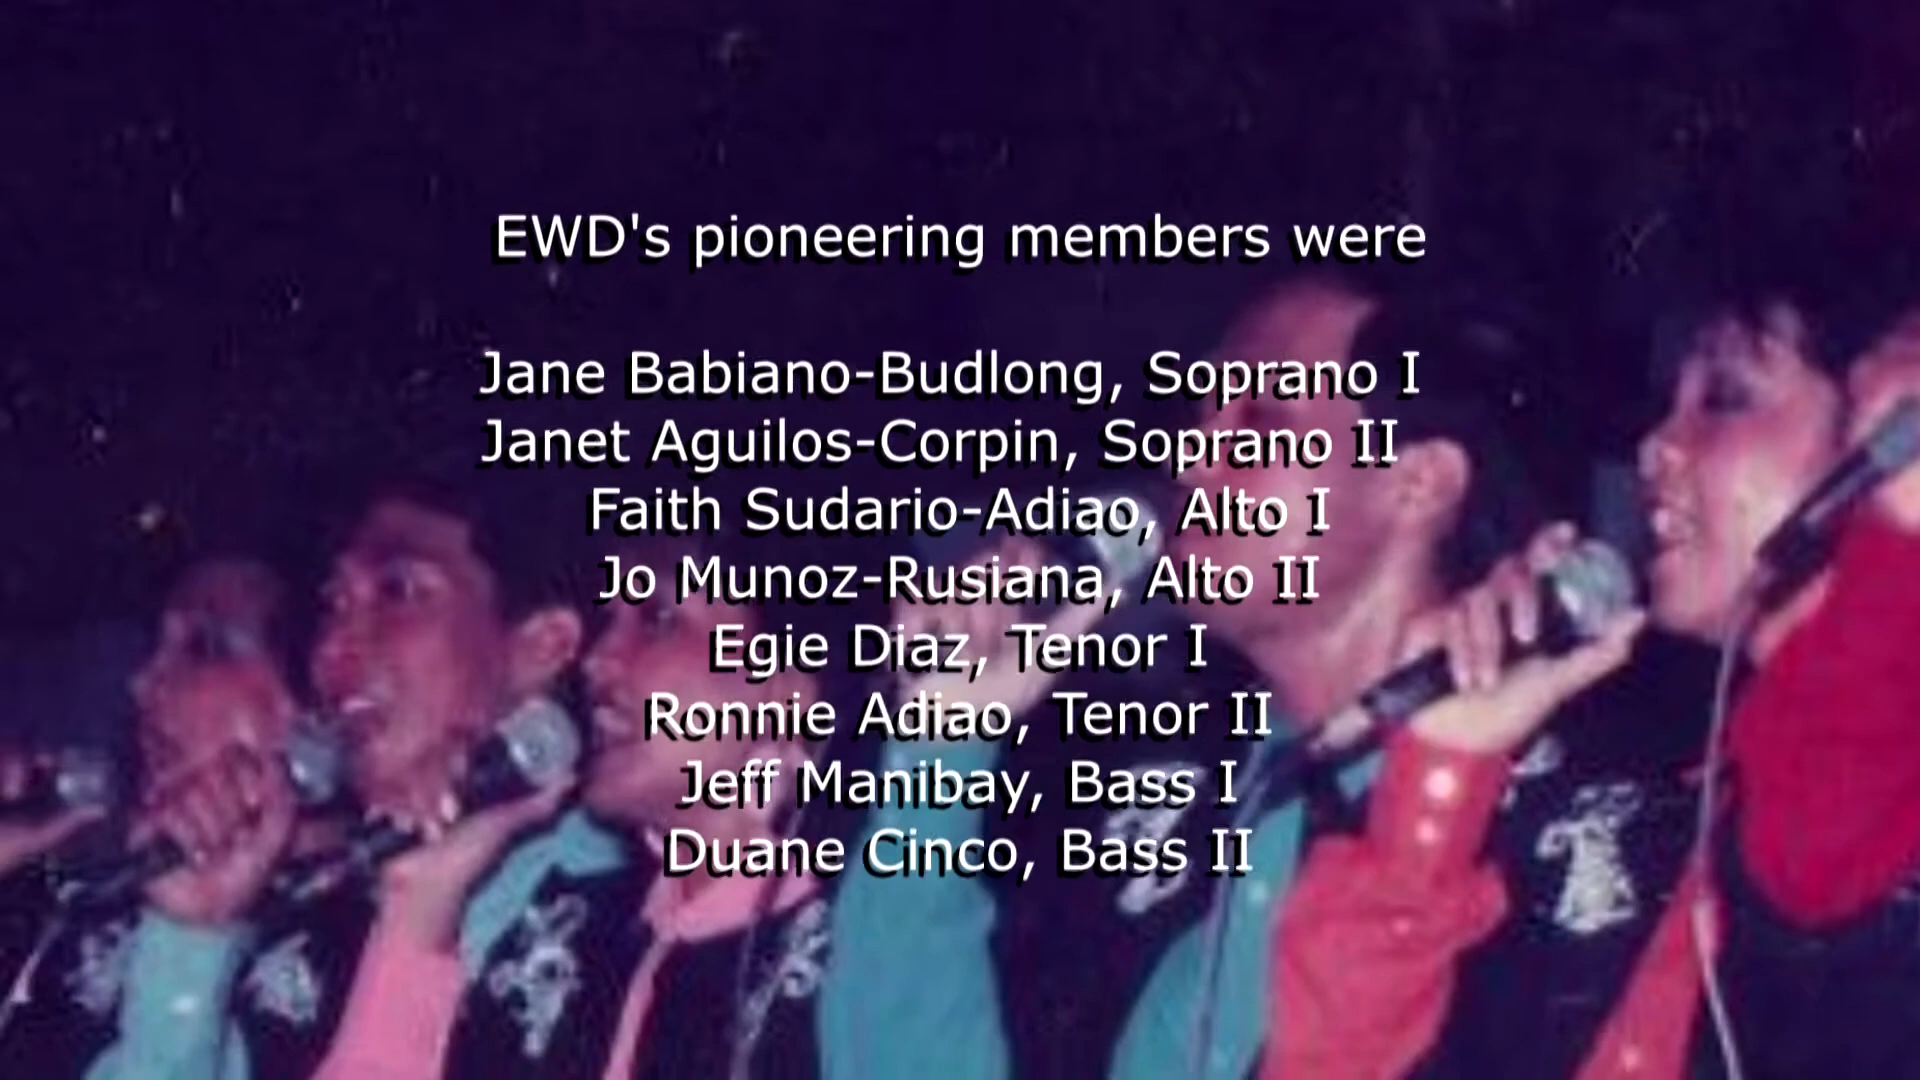 EWD's pioneering members were
Jane Babiano-Budlong, Soprano I
Janet Aguilos-Corpin, Soprano II
Faith Sudario-Adiao, Alto I
Jo Munoz-Rusiana, Alto II
Egie Diaz, Tenor I
Ronnie Adiao, Tenor II
Jeff Manibay, Bass I
Duane Cinco, Bass II